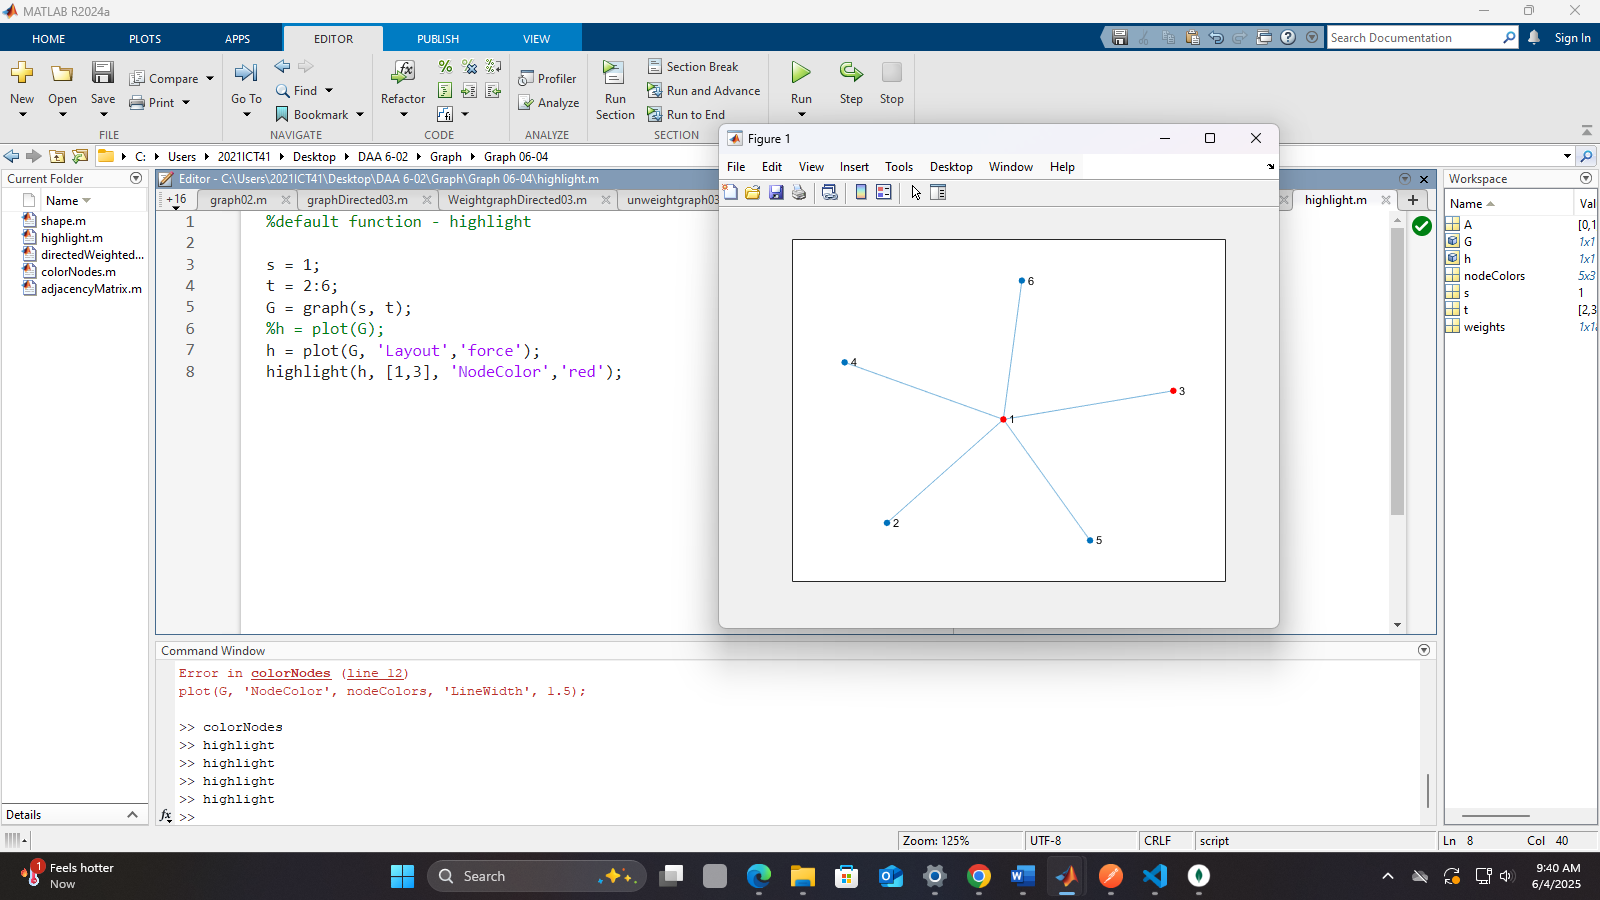 MATLAB R2024a
HOME PLOTS APPS EDITOR PUBLISH VIEW
Search Documentation
Sign In
New
Open
Save
Compare
Print
FILE
Go To
Find
Bookmark
NAVIGATE
Refactor
CODE
Profiler
Analyze
ANALYZE
Run
Section
Section Break
Run and Advance
Run to End
SECTION
Run
Step
Stop
C: Users 2021ICT41 Desktop DAA 6-02 Graph Graph 06-04
Current Folder
Name
shape.m
highlight.m
directedWeighted...
colorNodes.m
adjacencyMatrix.m
Details
Editor - C:\Users\2021ICT41\Desktop\DAA 6-02\Graph\Graph 06-04\highlight.m
+16 graph02.m graphDirected03.m WeightgraphDirected03.m unweightgraph03 highlight.m
1 %default function - highlight
2
3 s = 1;
4 t = 2:6;
5 G = graph(s, t);
6 %h = plot(G);
7 h = plot(G, 'Layout','force');
8 highlight(h, [1,3], 'NodeColor','red');
Figure 1
File Edit View Insert Tools Desktop Window Help
6
4
3
1
2
5
Workspace
Name Val
A [0,1
G 1x1
h 1x1
nodeColors 5x3
s 1
t [2,3
weights 1x1
Command Window
Error in colorNodes (line 12)
plot(G, 'NodeColor', nodeColors, 'LineWidth', 1.5);
>> colorNodes
>> highlight
>> highlight
>> highlight
>> highlight
fx >>
Zoom: 125% UTF-8 CRLF script Ln 8 Col 40
1
Feels hotter
Now
Search
9:40 AM
6/4/2025